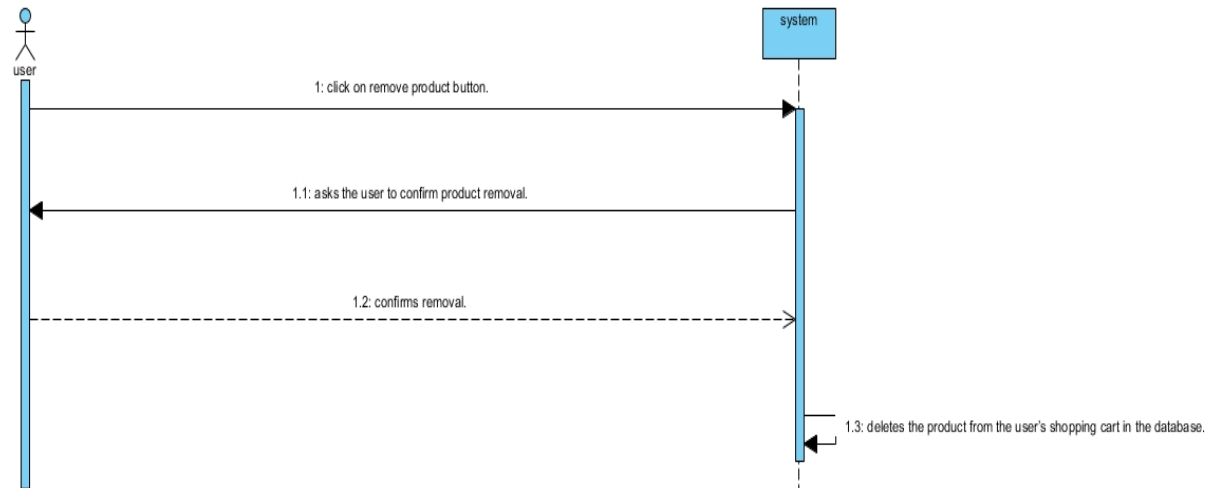 system
user
1: click on remove product button.
1.1: asks the user to confirm product removal.
1.2: confirms removal.
1.3: deletes the product from the user's shopping cart in the database.